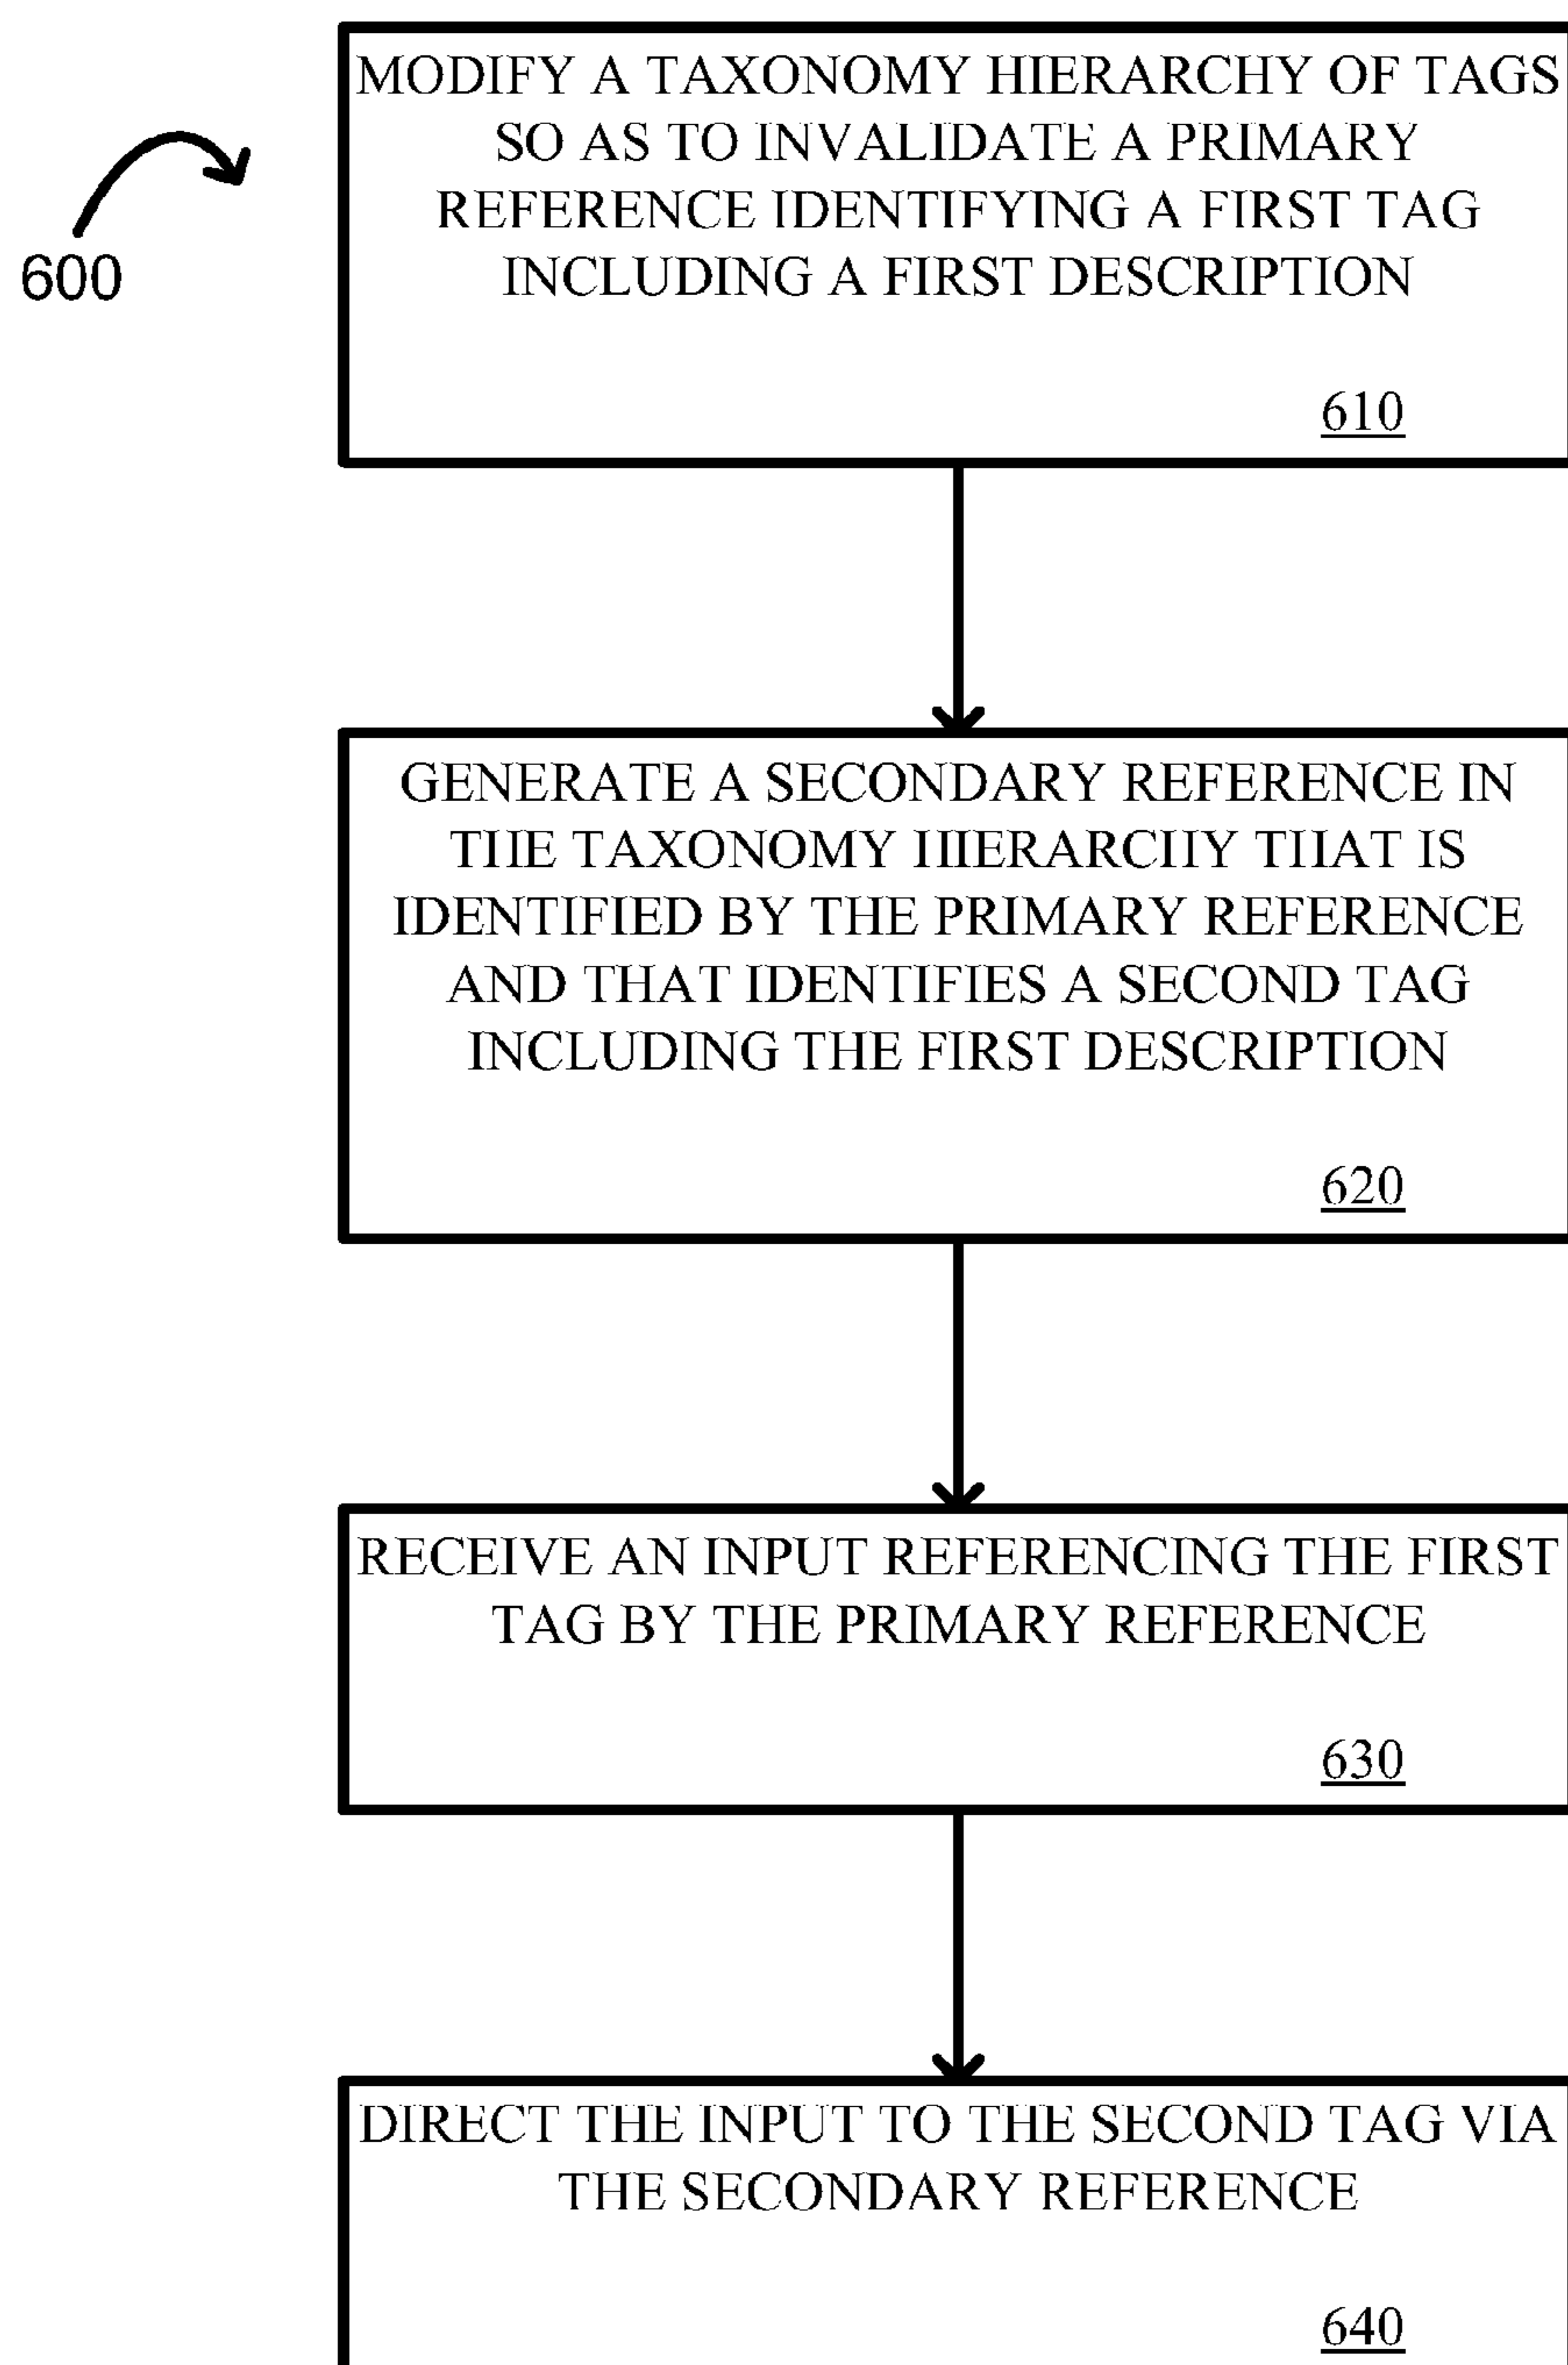 MODIFY A TAXONOMY HIERARCHY OF TAGS
SO AS TO INVALIDATE A PRIMARY
REFERENCE IDENTIFYING A FIRST TAG
INCLUDING A FIRST DESCRIPTION
610
600
GENERATE A SECONDARY REFERENCE IN
THE TAXONOMY HIERARCHY THAT IS
IDENTIFIED BY THE PRIMARY REFERENCE
AND THAT IDENTIFIES A SECOND TAG
INCLUDING THE FIRST DESCRIPTION
620
RECEIVE AN INPUT REFERENCING THE FIRST
TAG BY THE PRIMARY REFERENCE
630
DIRECT THE INPUT TO THE SECOND TAG VIA
THE SECONDARY REFERENCE
640